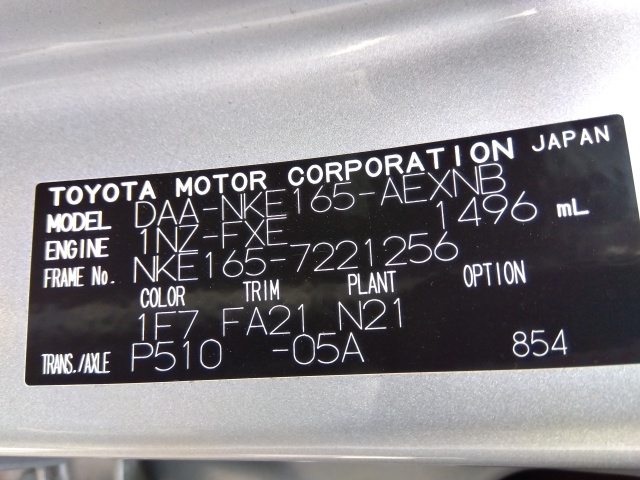 TOYOTA MOTOR CORPORATION JAPAN
MODEL DAA-NKE165-AEXNB
ENGINE 1NZ-FXE 1496 mL
FRAME No. NKE165-7221256
COLOR TRIM PLANT OPTION
1F7 FA21 N21
TRANS./AXLE P510 -05A 854